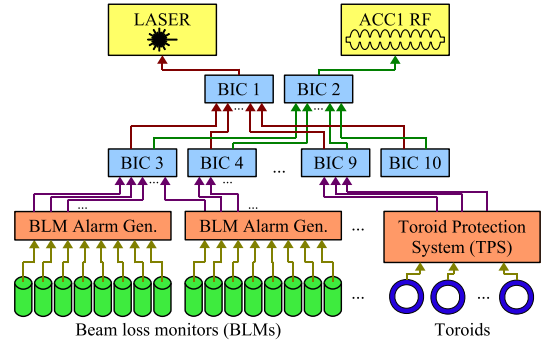 LASER
ACC1 RF
BIC 1
BIC 2
...
...
BIC 3
BIC 4
...
BIC 9
BIC 10
...
...
...
...
...
BLM Alarm Gen.
BLM Alarm Gen.
...
Toroid Protection
System (TPS)
...
...
Beam loss monitors (BLMs)
Toroids